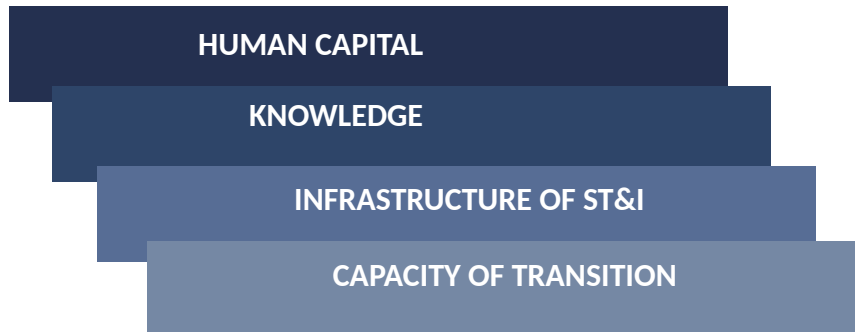 HUMAN CAPITAL
KNOWLEDGE
INFRASTRUCTURE OF ST&I
CAPACITY OF TRANSITION